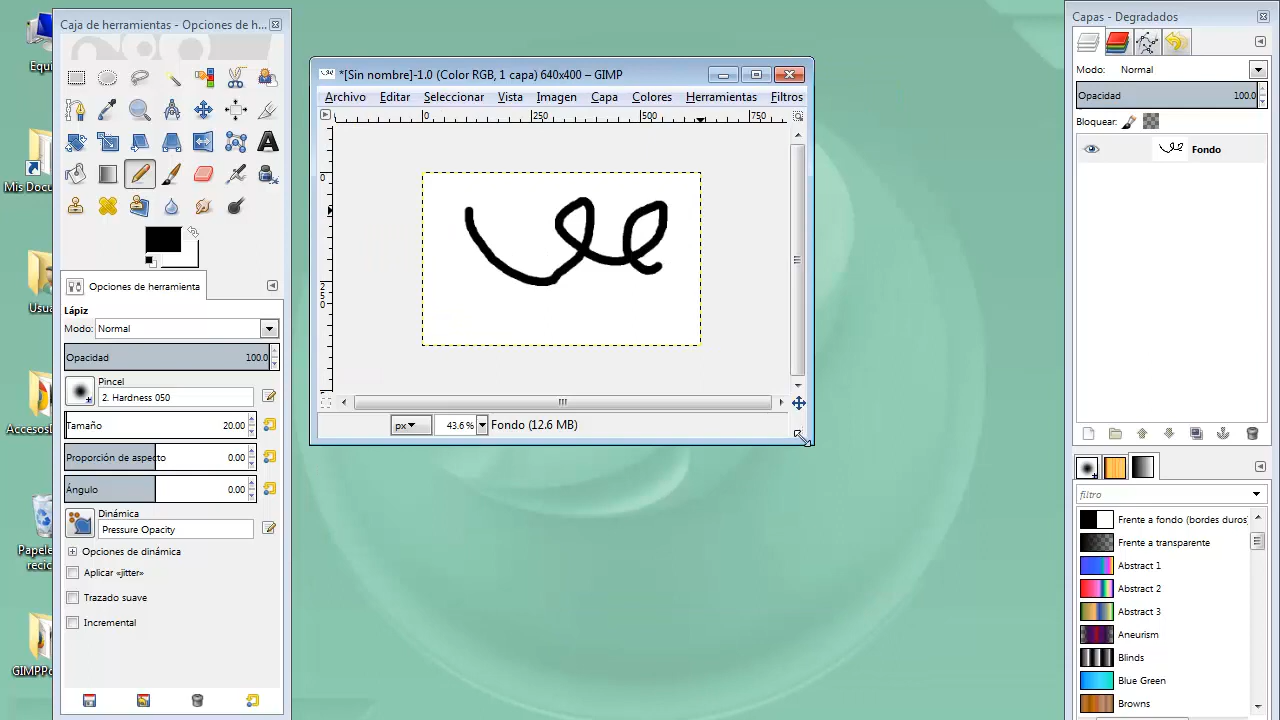 Equi
Mis Docu
Usua
AccesosD
Papele
recic
GIMPPo
Caja de herramientas - Opciones de h...
Opciones de herramienta
Lápiz
Modo: Normal
Opacidad 100.0
Pincel
2. Hardness 050
Tamaño 20.00
Proporción de aspecto 0.00
Ángulo 0.00
Dinámica
Pressure Opacity
Opciones de dinámica
Aplicar «jitter»
Trazado suave
Incremental
*[Sin nombre]-1.0 (Color RGB, 1 capa) 640x400 – GIMP
Archivo Editar Seleccionar Vista Imagen Capa Colores Herramientas Filtros
0 250 500 750
0
250
px 43.6 % Fondo (12.6 MB)
Capas - Degradados
Modo: Normal
Opacidad 100.0
Bloquear:
Fondo
filtro
Frente a fondo (bordes duros)
Frente a transparente
Abstract 1
Abstract 2
Abstract 3
Aneurism
Blinds
Blue Green
Browns